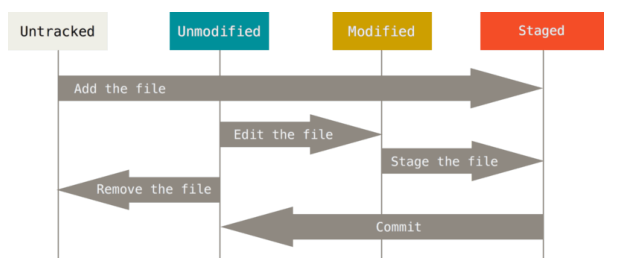 Untracked
Unmodified
Modified
Staged
Add the file
Edit the file
Stage the file
Remove the file
Commit